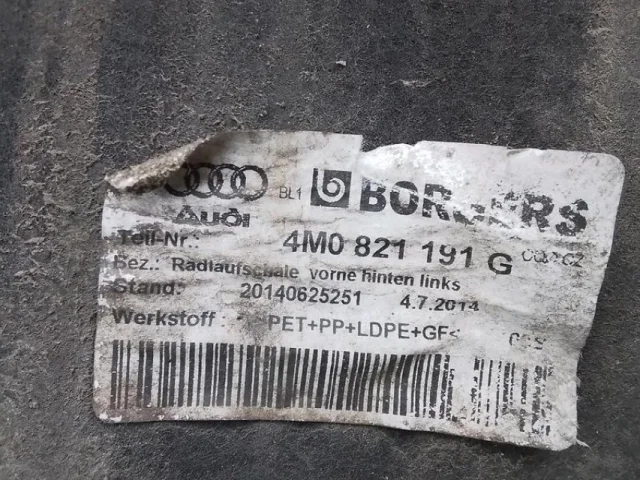 Audi BL1 b BORGERS
Teil-Nr.: 4M0 821 191 G
Bez.: Radlaufschale vorne hinten links
Stand: 20140625251 4.7.2014
Werkstoff: PET+PP+LDPE+GF<